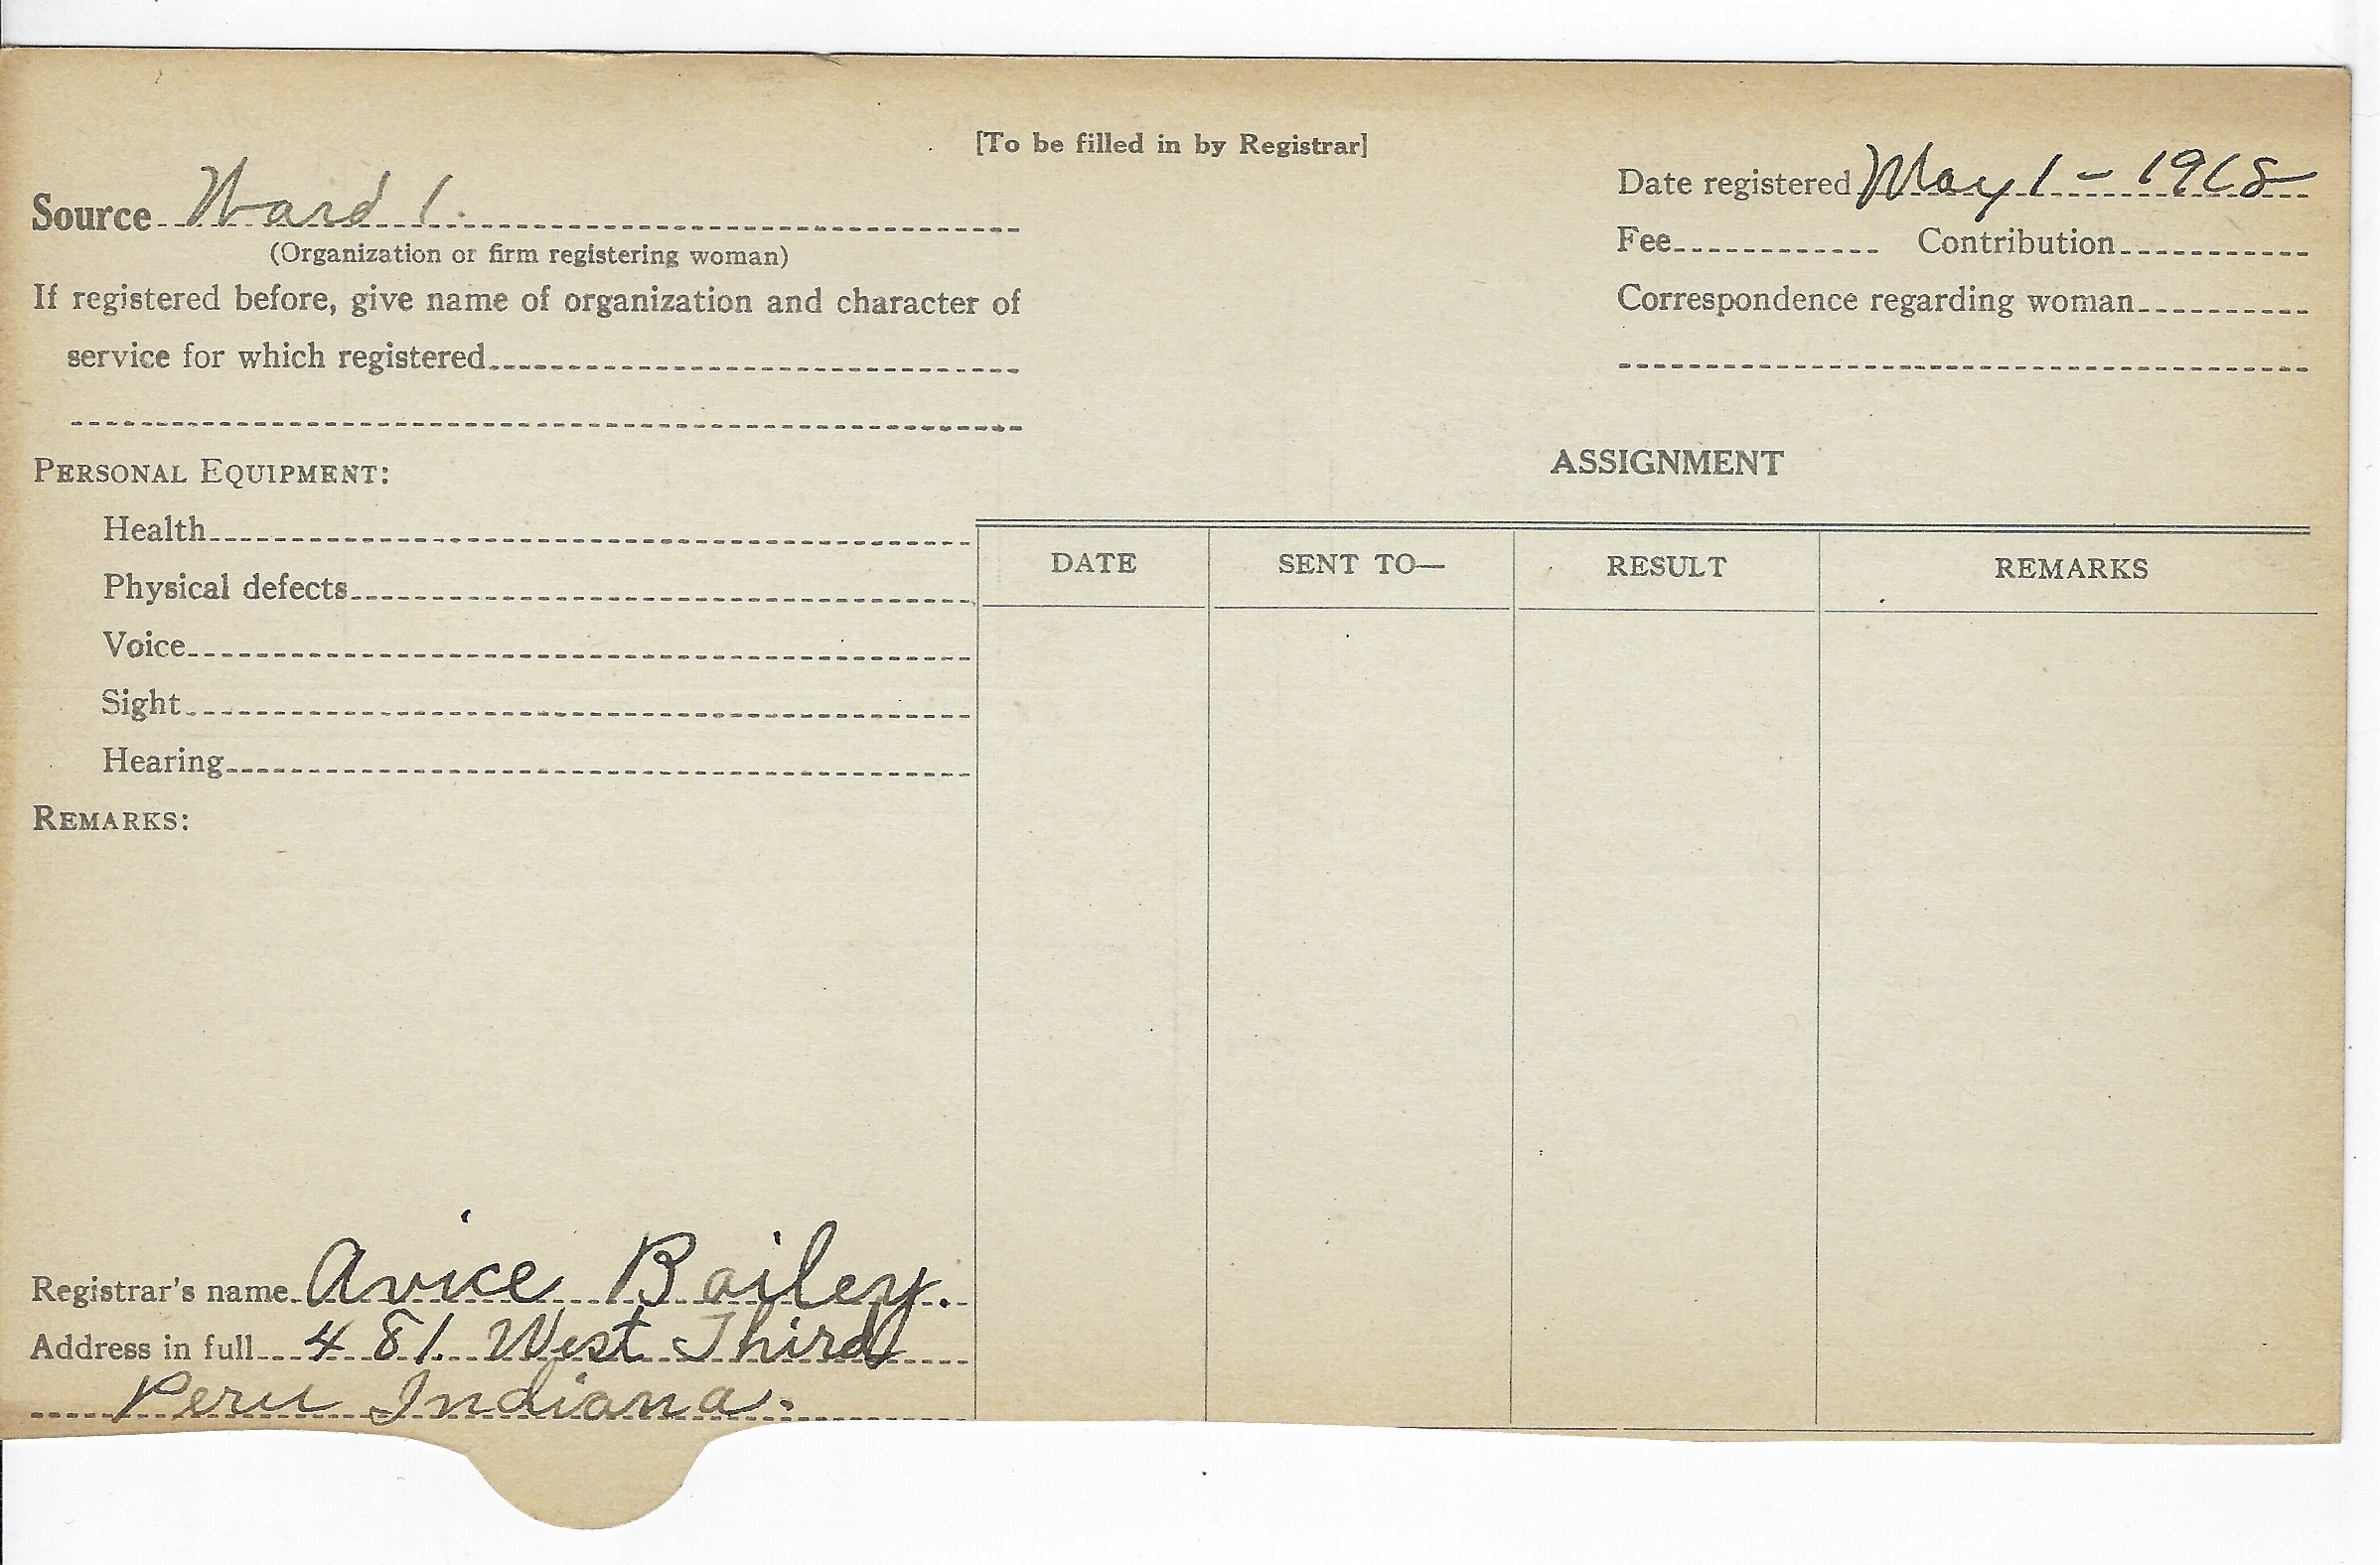 [To be filled in by Registrar]
Source Ward 1.
(Organization or firm registering woman)
If registered before, give name of organization and character of
service for which registered
Date registered May 1 - 1918
Fee Contribution
Correspondence regarding woman
PERSONAL EQUIPMENT:
Health
Physical defects
Voice
Sight
Hearing
REMARKS:
ASSIGNMENT
DATE SENT TO— RESULT REMARKS
Registrar's name Avice Bailey.
Address in full 481 West Third
Peru Indiana.